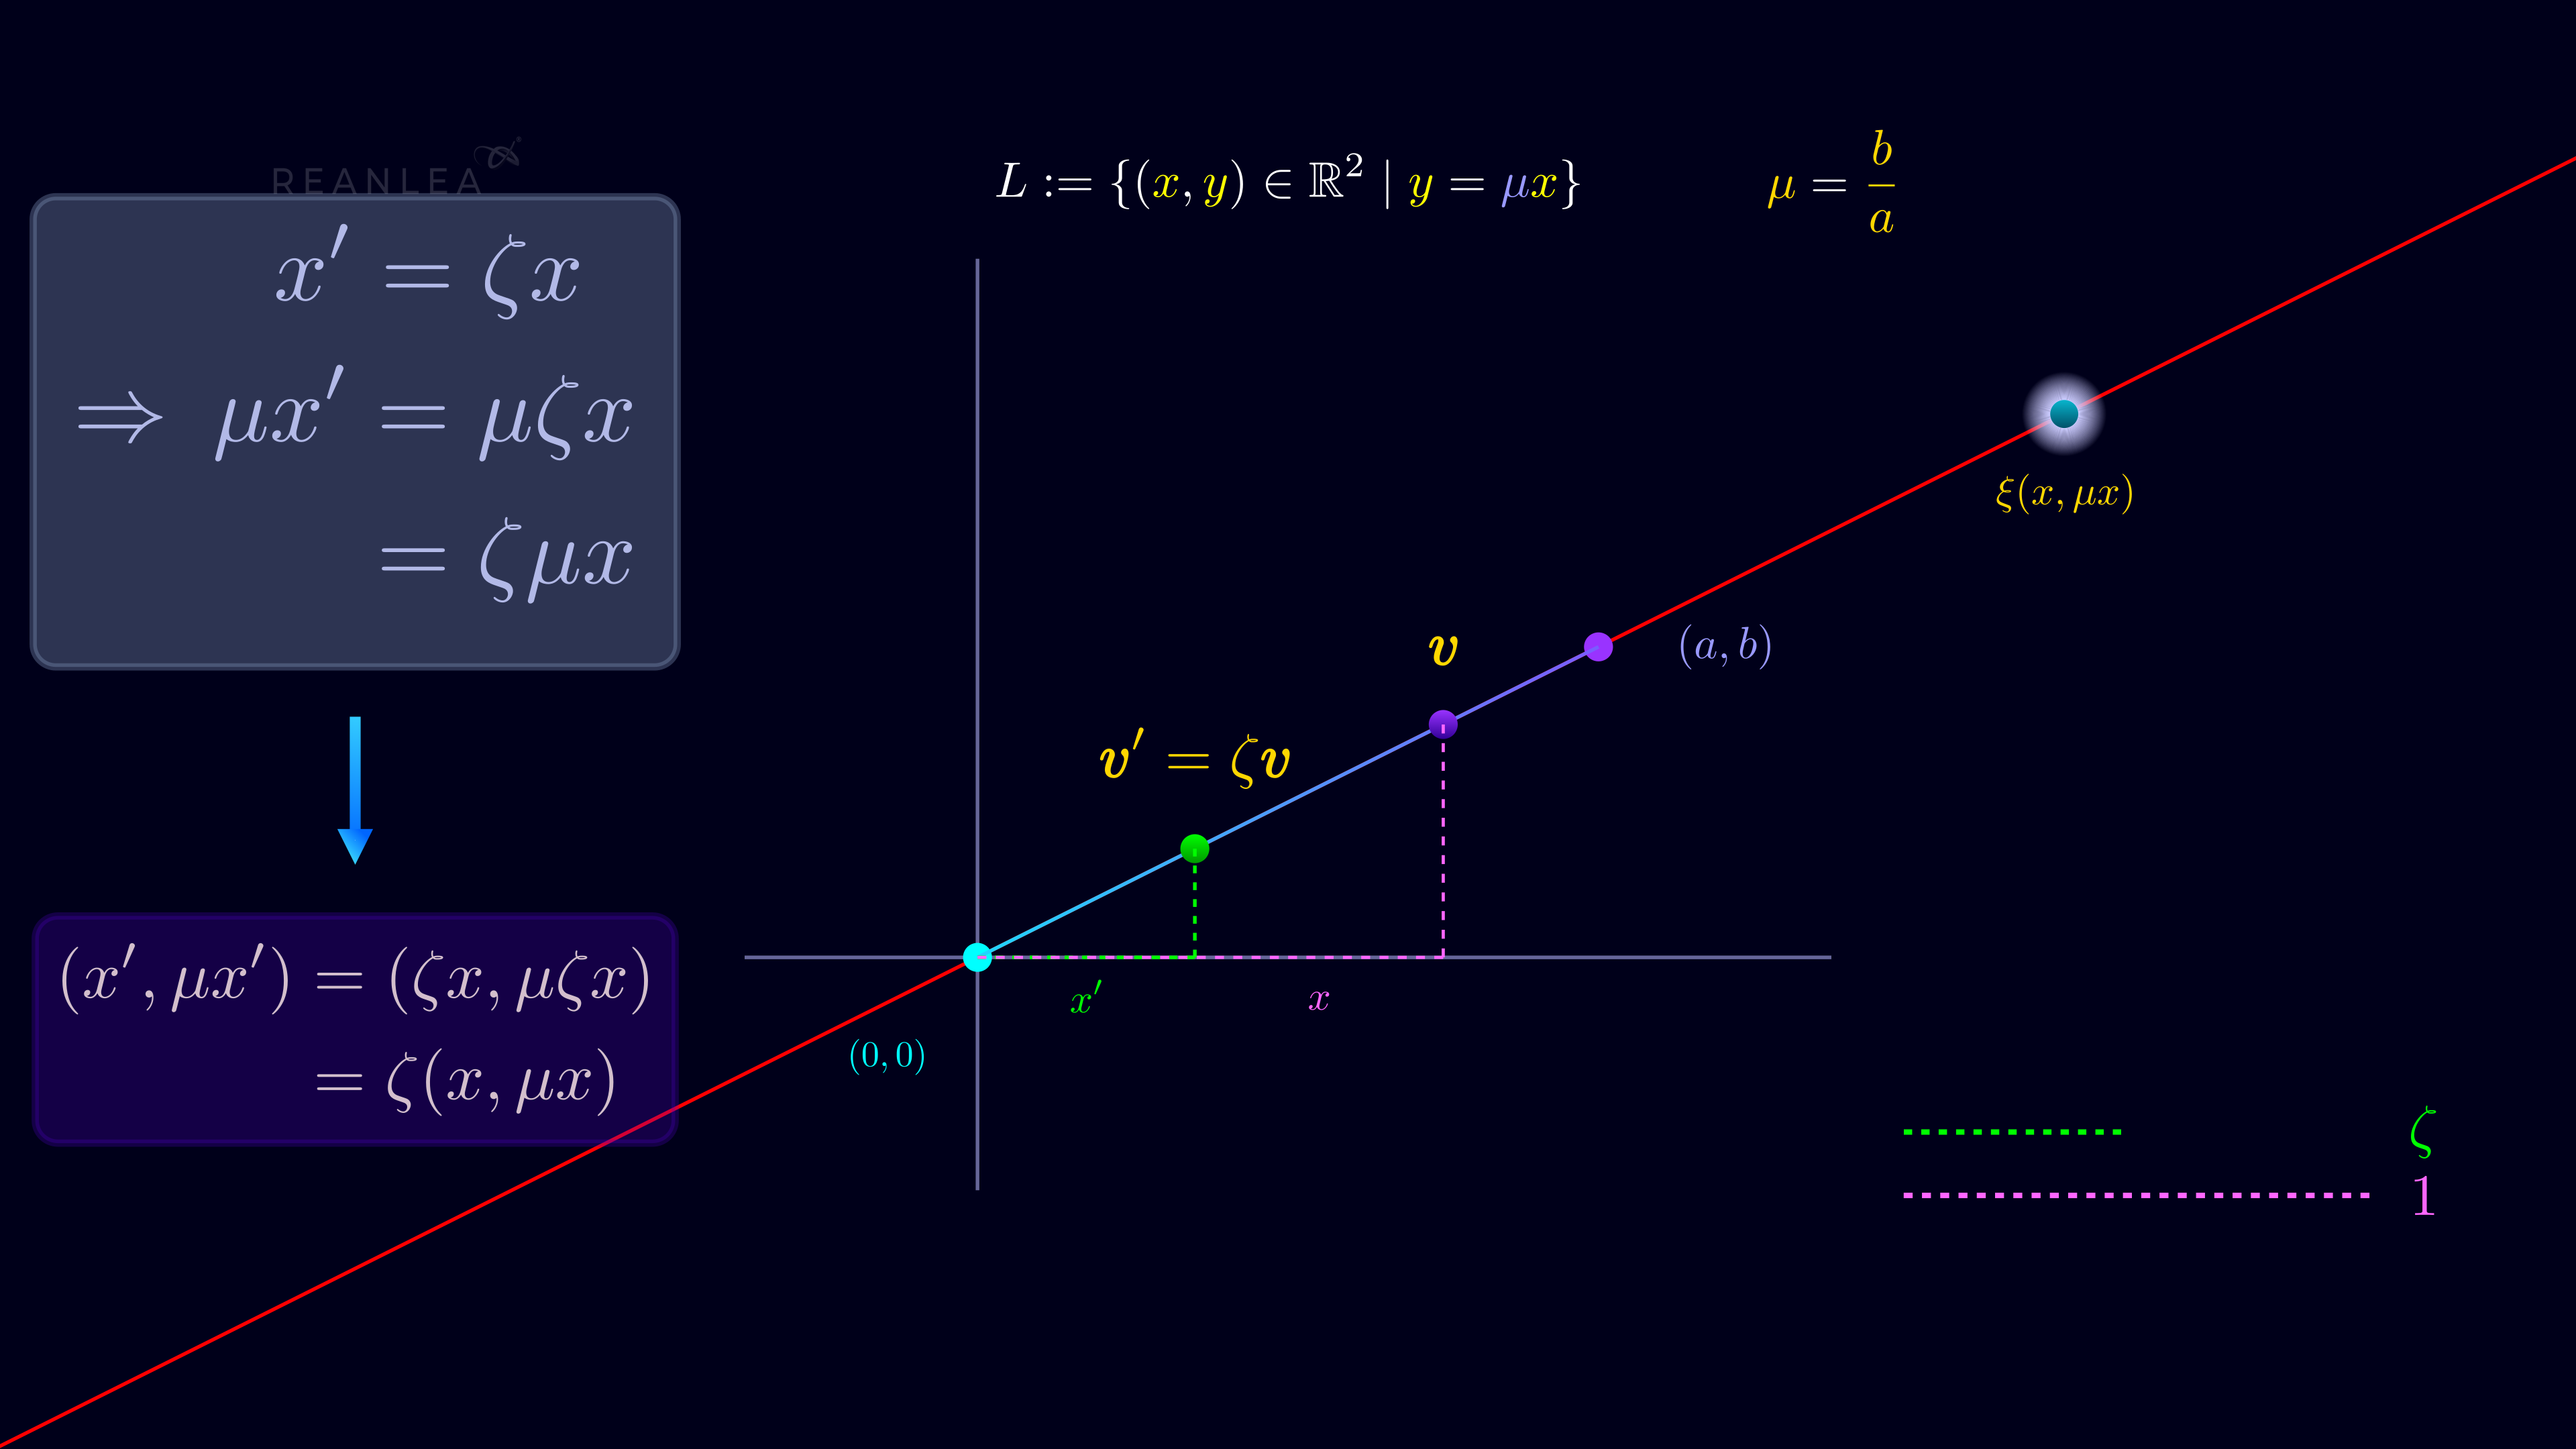 REANLEA
x′ = ζx
⇒ μx′ = μζx
= ζμx
(x′, μx′) = (ζx, μζx)
= ζ(x, μx)
L := {(x, y) ∈ ℝ² | y = μx}
μ = b/a
ξ(x, μx)
(a, b)
v
v′ = ζv
x′
x
(0, 0)
ζ
1